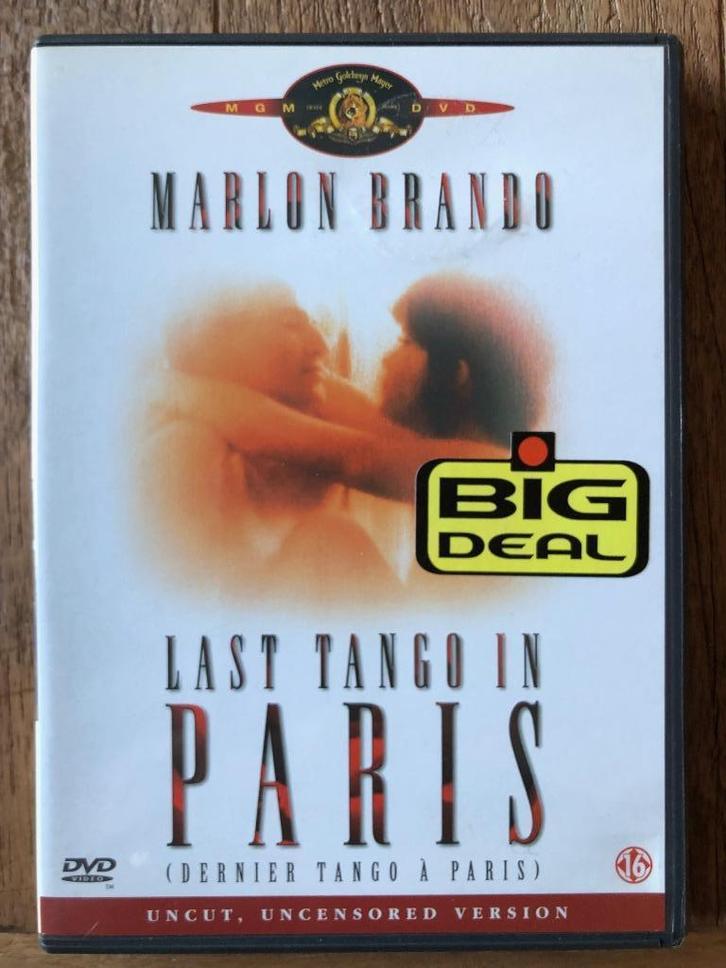 Metro Goldwyn Mayer
MGM DVD
MARLON BRANDO
BIG
DEAL
LAST TANGO IN
PARIS
(DERNIER TANGO À PARIS)
DVD
VIDEO
TM
16
UNCUT, UNCENSORED VERSION